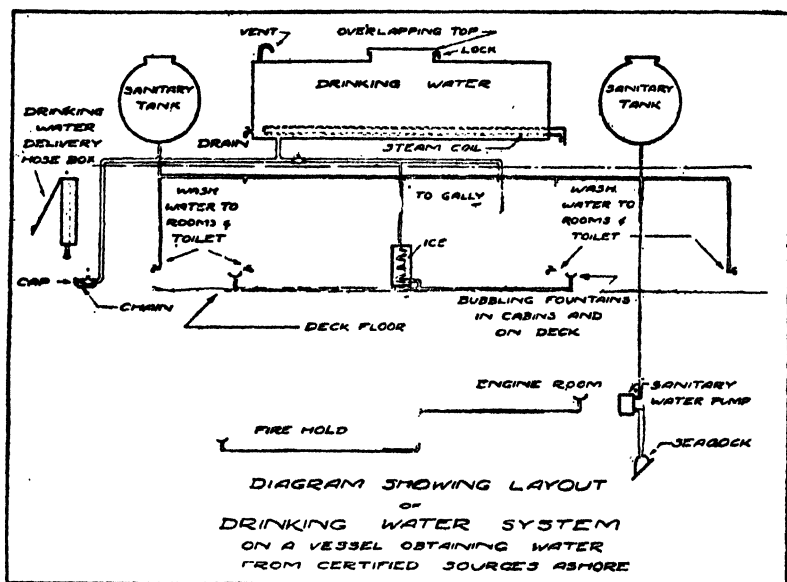 VENT
OVERLAPPING TOP
LOCK
SANITARY
TANK
DRINKING WATER
SANITARY
TANK
DRINKING
WATER
DELIVERY
HOSE BOX
DRAIN
STEAM COIL
WASH
WATER TO
ROOMS &
TOILET
TO GALLY
WASH
WATER TO
ROOMS &
TOILET
ICE
CAP
CHAIN
DECK FLOOR
BUBBLING FOUNTAINS
IN CABINS AND
ON DECK
ENGINE ROOM
SANITARY
WATER PUMP
FIRE HOLD
SEACOCK
DIAGRAM SHOWING LAYOUT
OF
DRINKING WATER SYSTEM
ON A VESSEL OBTAINING WATER
FROM CERTIFIED SOURCES ASHORE